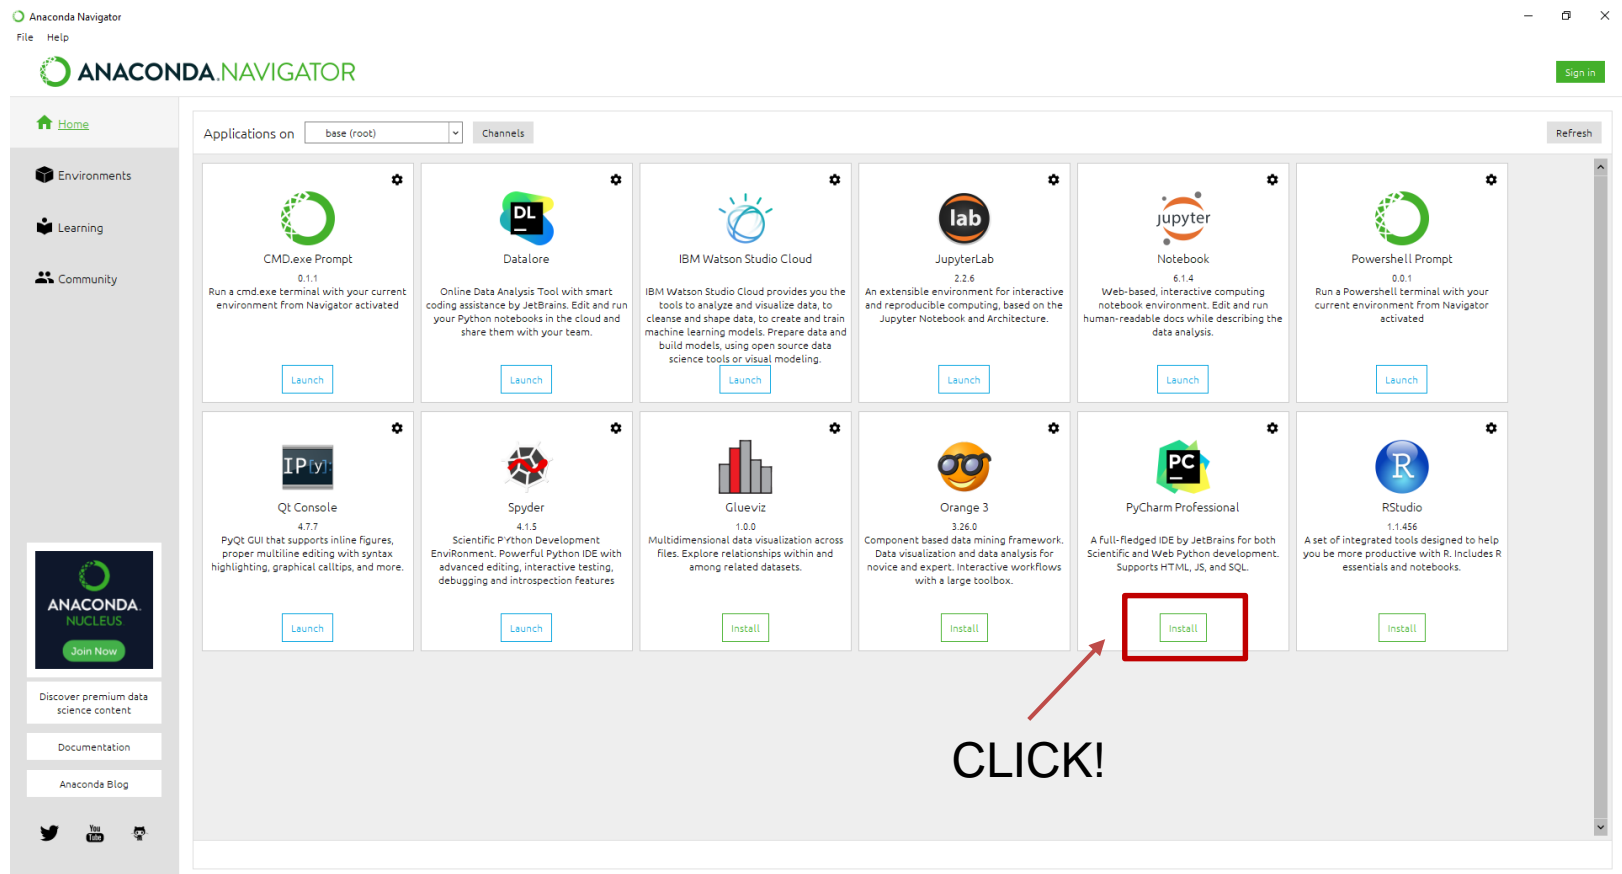 Anaconda Navigator
File Help
ANACONDA.NAVIGATOR
Sign in
Home
Environments
Learning
Community
Applications on base (root) Channels
Refresh
CMD.exe Prompt
0.1.1
Run a cmd.exe terminal with your current
environment from Navigator activated
Launch
DL
Datalore
Online Data Analysis Tool with smart
coding assistance by JetBrains. Edit and run
your Python notebooks in the cloud and
share them with your team.
Launch
IBM Watson Studio Cloud
IBM Watson Studio Cloud provides you the
tools to analyze and visualize data, to
cleanse and shape data, to create and train
machine learning models. Prepare data and
build models, using open source data
science tools or visual modeling.
Launch
lab
JupyterLab
2.2.6
An extensible environment for interactive
and reproducible computing, based on the
Jupyter Notebook and Architecture.
Launch
jupyter
Notebook
6.1.4
Web-based, interactive computing
notebook environment. Edit and run
human-readable docs while describing the
data analysis.
Launch
Powershell Prompt
0.0.1
Run a Powershell terminal with your
current environment from Navigator
activated
Launch
IP[y]:
Qt Console
4.7.7
PyQt GUI that supports inline figures,
proper multiline editing with syntax
highlighting, graphical calltips, and more.
Launch
Spyder
4.1.5
Scientific PYthon Development
EnviRonment. Powerful Python IDE with
advanced editing, interactive testing,
debugging and introspection features
Launch
Glueviz
1.0.0
Multidimensional data visualization across
files. Explore relationships within and
among related datasets.
Install
Orange 3
3.26.0
Component based data mining framework.
Data visualization and data analysis for
novice and expert. Interactive workflows
with a large toolbox.
Install
PC
PyCharm Professional
A full-fledged IDE by JetBrains for both
Scientific and Web Python development.
Supports HTML, JS, and SQL.
Install
R
RStudio
1.1.456
A set of integrated tools designed to help
you be more productive with R. Includes R
essentials and notebooks.
Install
CLICK!
ANACONDA.
NUCLEUS
Join Now
Discover premium data
science content
Documentation
Anaconda Blog
You
Tube